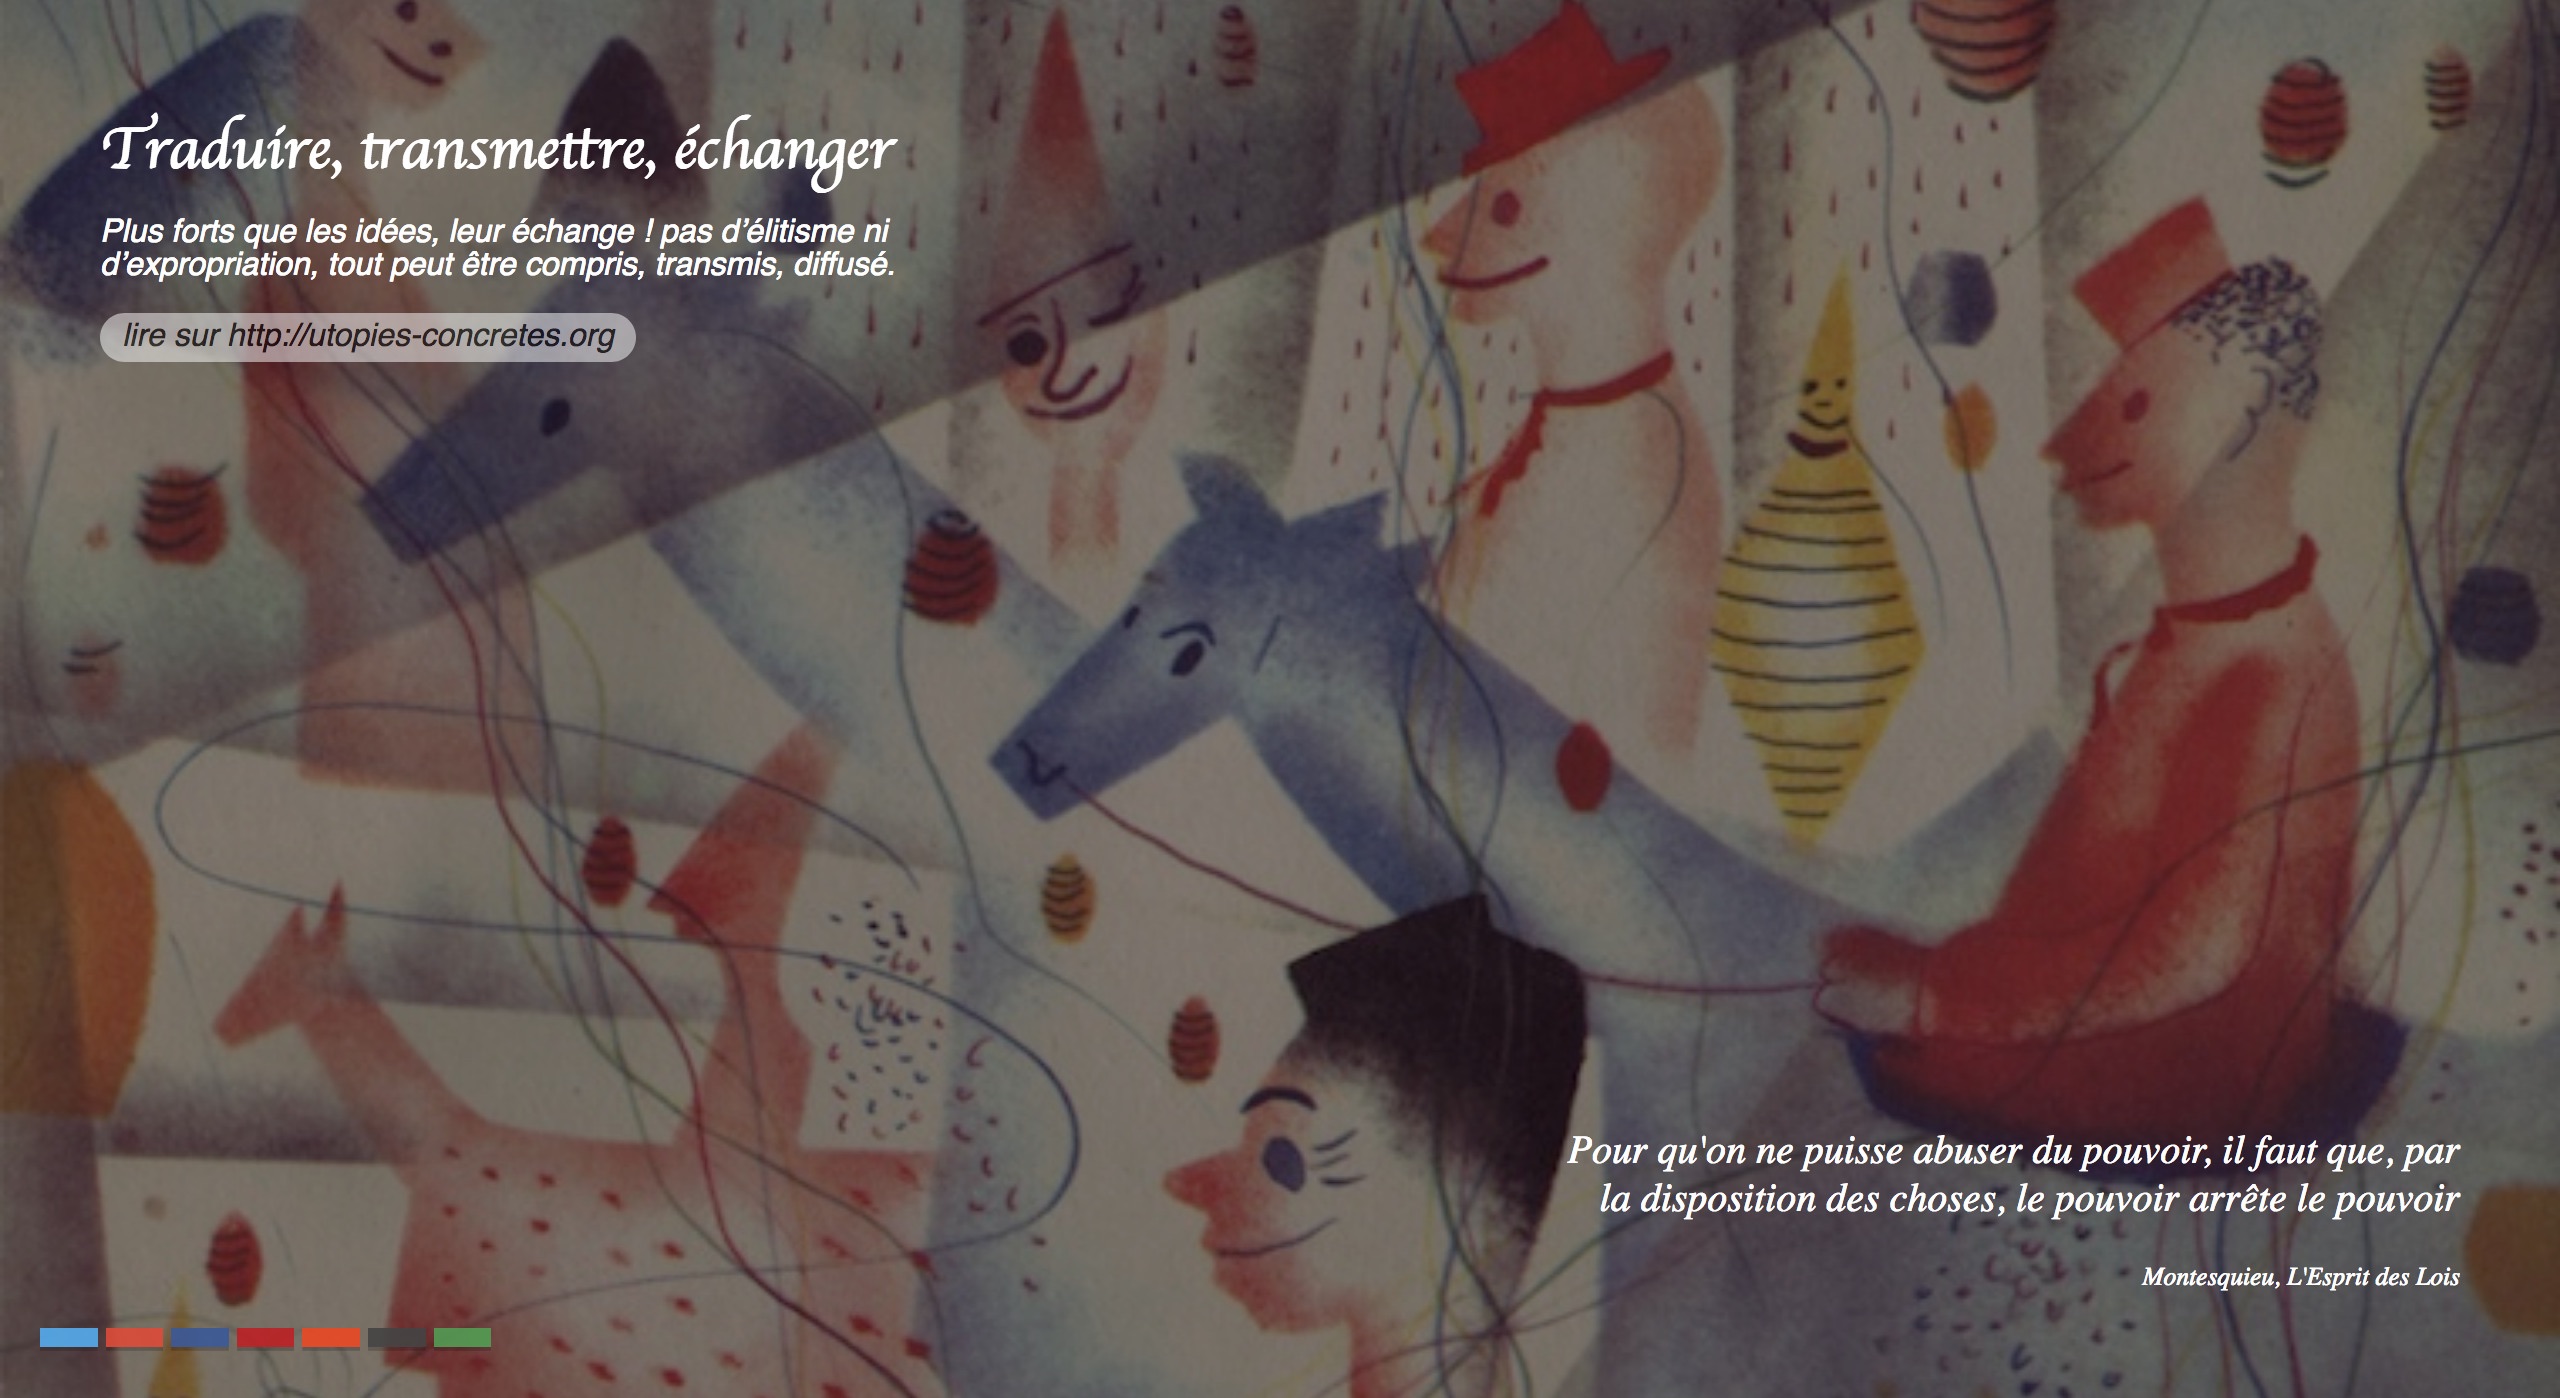 Traduire, transmettre, échanger
Plus forts que les idées, leur échange ! pas d’élitisme ni
d’expropriation, tout peut être compris, transmis, diffusé.
lire sur http://utopies-concretes.org
Pour qu'on ne puisse abuser du pouvoir, il faut que, par
la disposition des choses, le pouvoir arrête le pouvoir
Montesquieu, L'Esprit des Lois